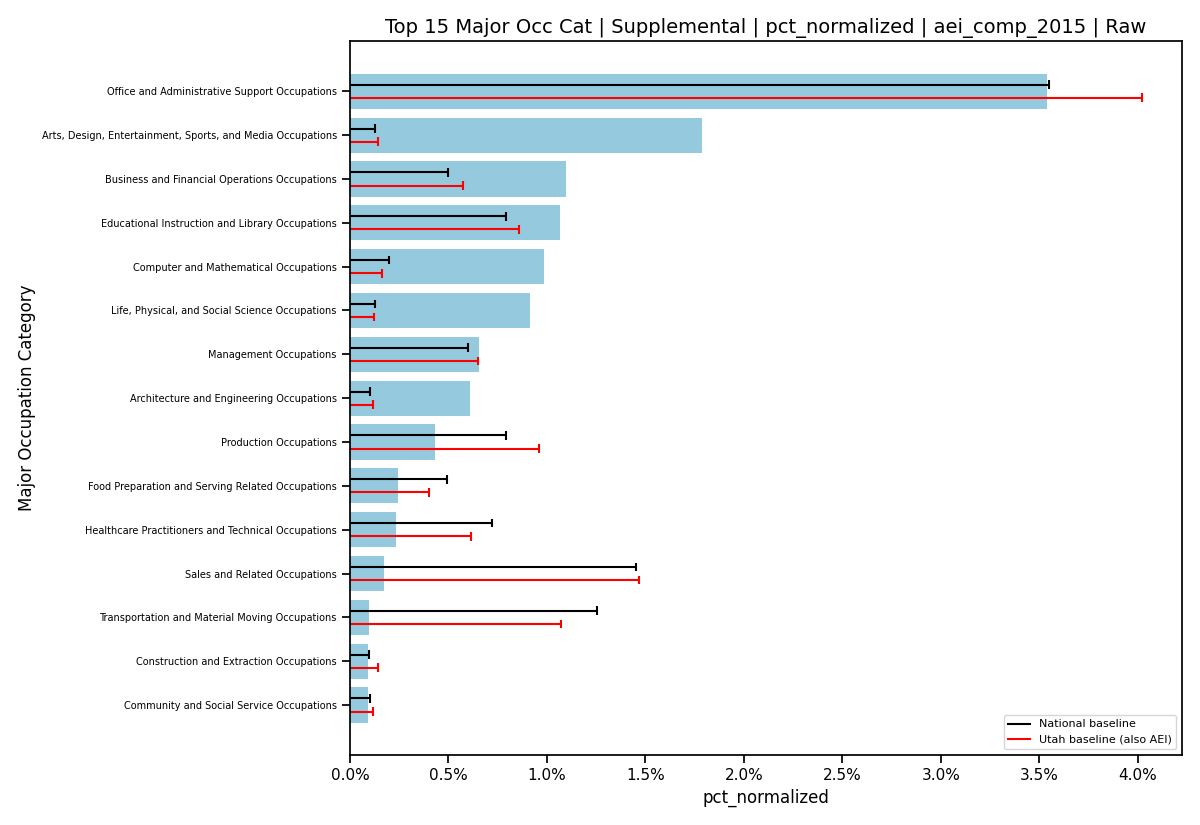 Top 15 Major Occ Cat | Supplemental | pct_normalized | aei_comp_2015 | Raw
Major Occupation Category
Office and Administrative Support Occupations
Arts, Design, Entertainment, Sports, and Media Occupations
Business and Financial Operations Occupations
Educational Instruction and Library Occupations
Computer and Mathematical Occupations
Life, Physical, and Social Science Occupations
Management Occupations
Architecture and Engineering Occupations
Production Occupations
Food Preparation and Serving Related Occupations
Healthcare Practitioners and Technical Occupations
Sales and Related Occupations
Transportation and Material Moving Occupations
Construction and Extraction Occupations
Community and Social Service Occupations
National baseline
Utah baseline (also AEI)
0.0% 0.5% 1.0% 1.5% 2.0% 2.5% 3.0% 3.5% 4.0%
pct_normalized